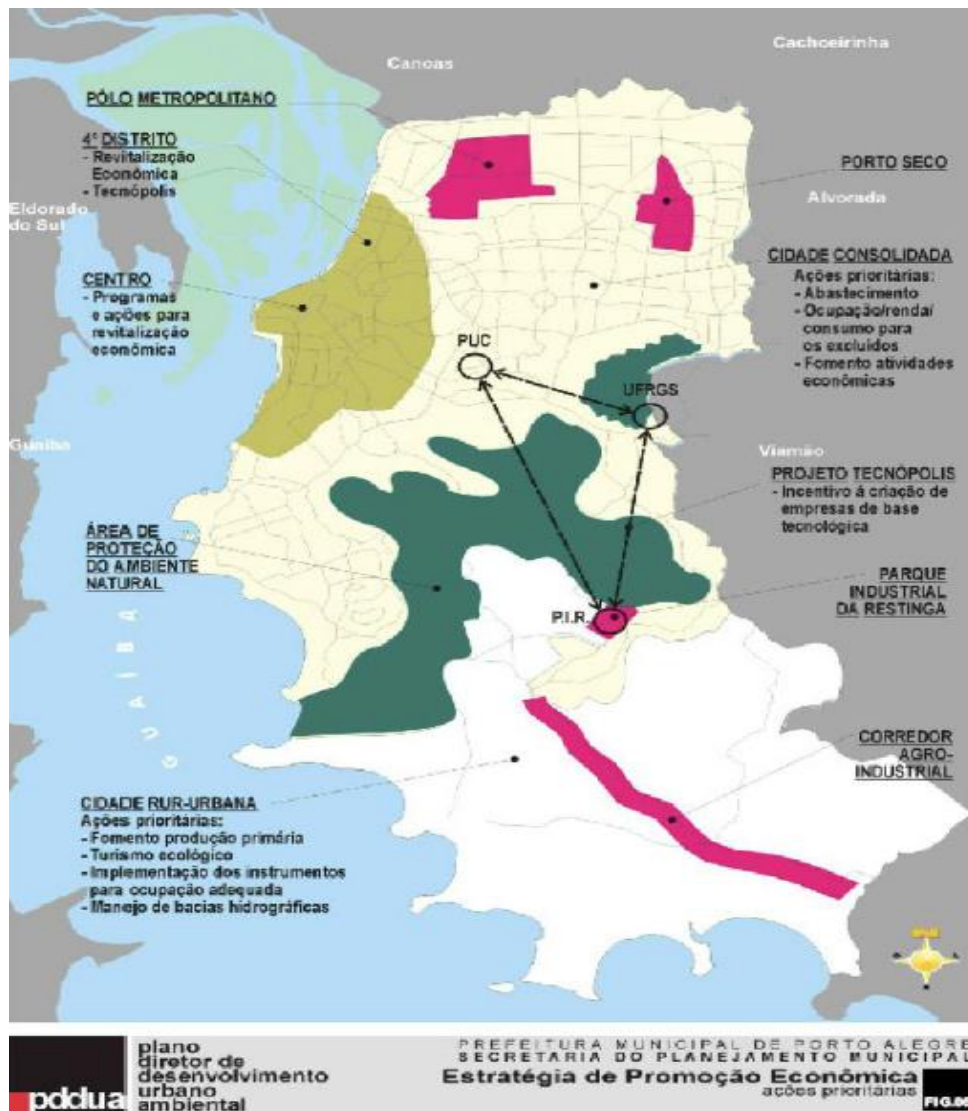 Cachoeirinha
Canoas
PÓLO METROPOLITANO
4º DISTRITO
- Revitalização
Econômica
- Tecnópolis
PORTO SECO
Alvorada
Eldorado
do Sul
CIDADE CONSOLIDADA
Ações prioritárias:
- Abastecimento
- Ocupação/renda/
consumo para
os excluídos
- Fomento atividades
econômicas
CENTRO
- Programas
e ações para
revitalização
econômica
PUC
UFRGS
Guaíba
Viamão
PROJETO TECNÓPOLIS
- Incentivo á criação de
empresas de base
tecnológica
ÁREA DE
PROTEÇÃO
DO AMBIENTE
NATURAL
PARQUE
INDUSTRIAL
DA RESTINGA
P.I.R.
GUAIBA
CORREDOR
AGRO-
INDUSTRIAL
CIDADE RUR-URBANA
Ações prioritárias:
- Fomento produção primária
- Turismo ecológico
- Implementação dos instrumentos
para ocupação adequada
- Manejo de bacias hidrográficas
pddua
plano
diretor de
desenvolvimento
urbano
ambiental
PREFEITURA MUNICIPAL DE PORTO ALEGRE
SECRETARIA DO PLANEJAMENTO MUNICIPAL
Estratégia de Promoção Econômica
ações prioritárias